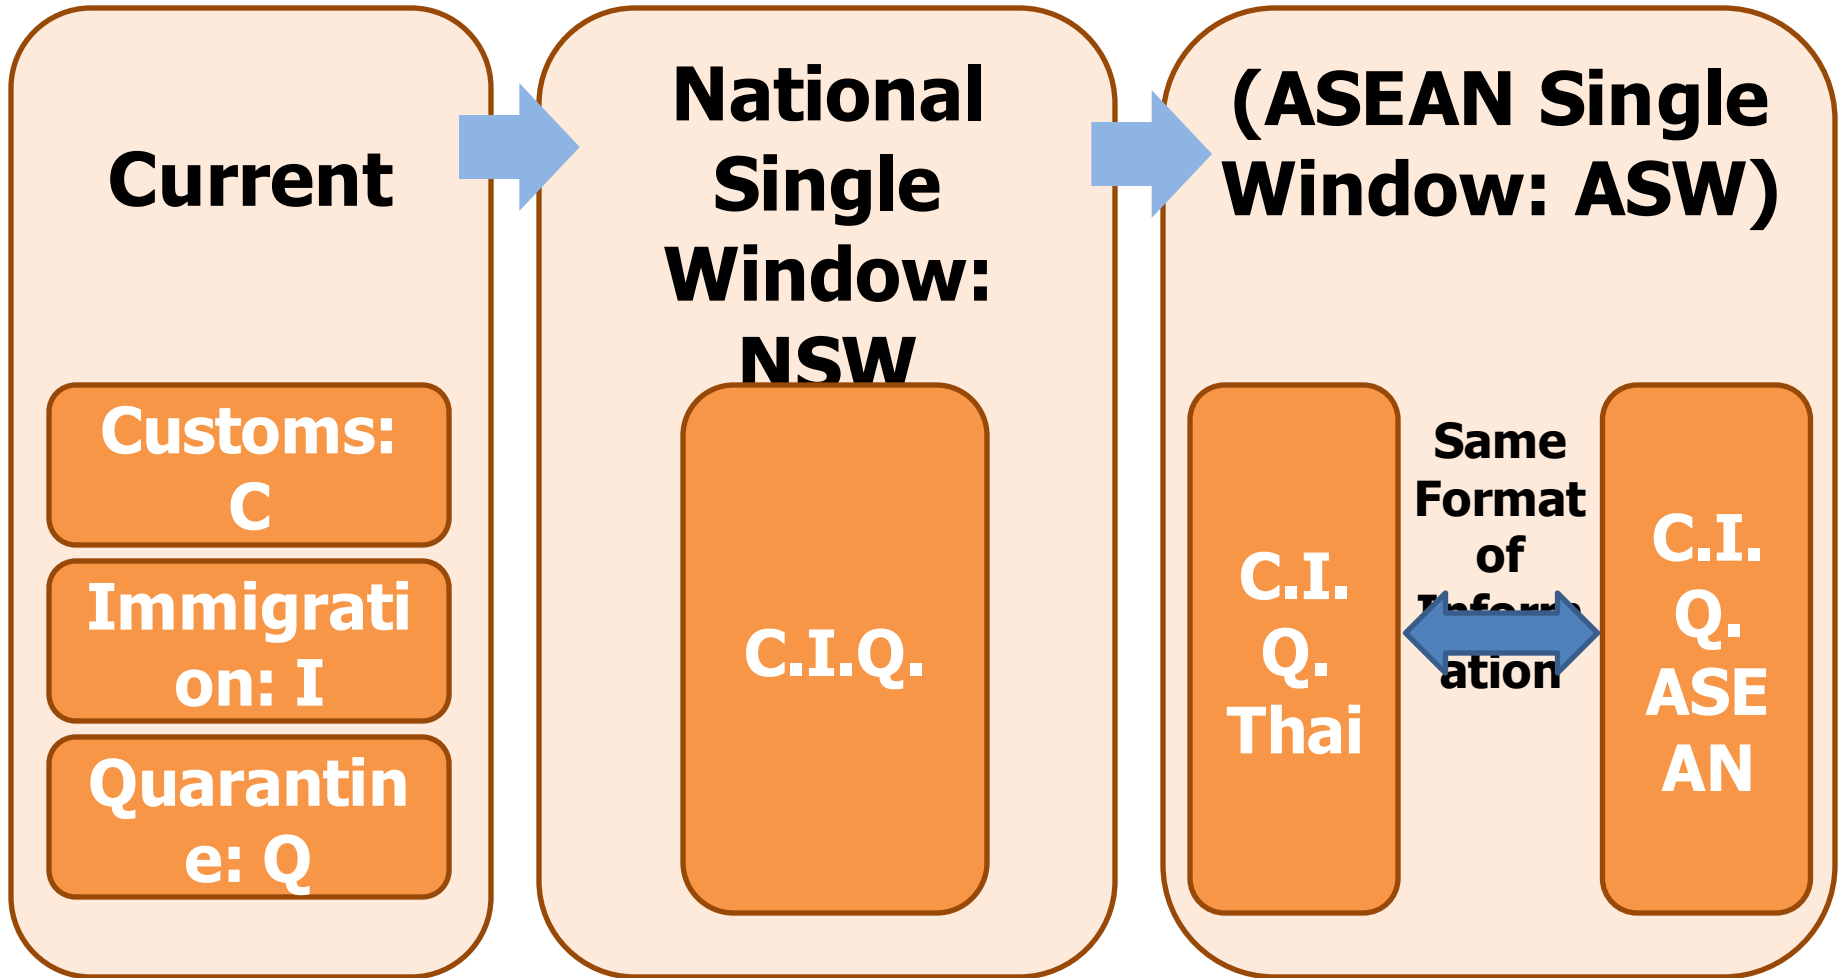 Current
Customs:
C
Immigrati
on: I
Quarantin
e: Q
National
Single
Window:
NSW
C.I.Q.
(ASEAN Single
Window: ASW)
C.I.
Q.
Thai
Same
Format
of
Inform
ation
C.I.
Q.
ASE
AN